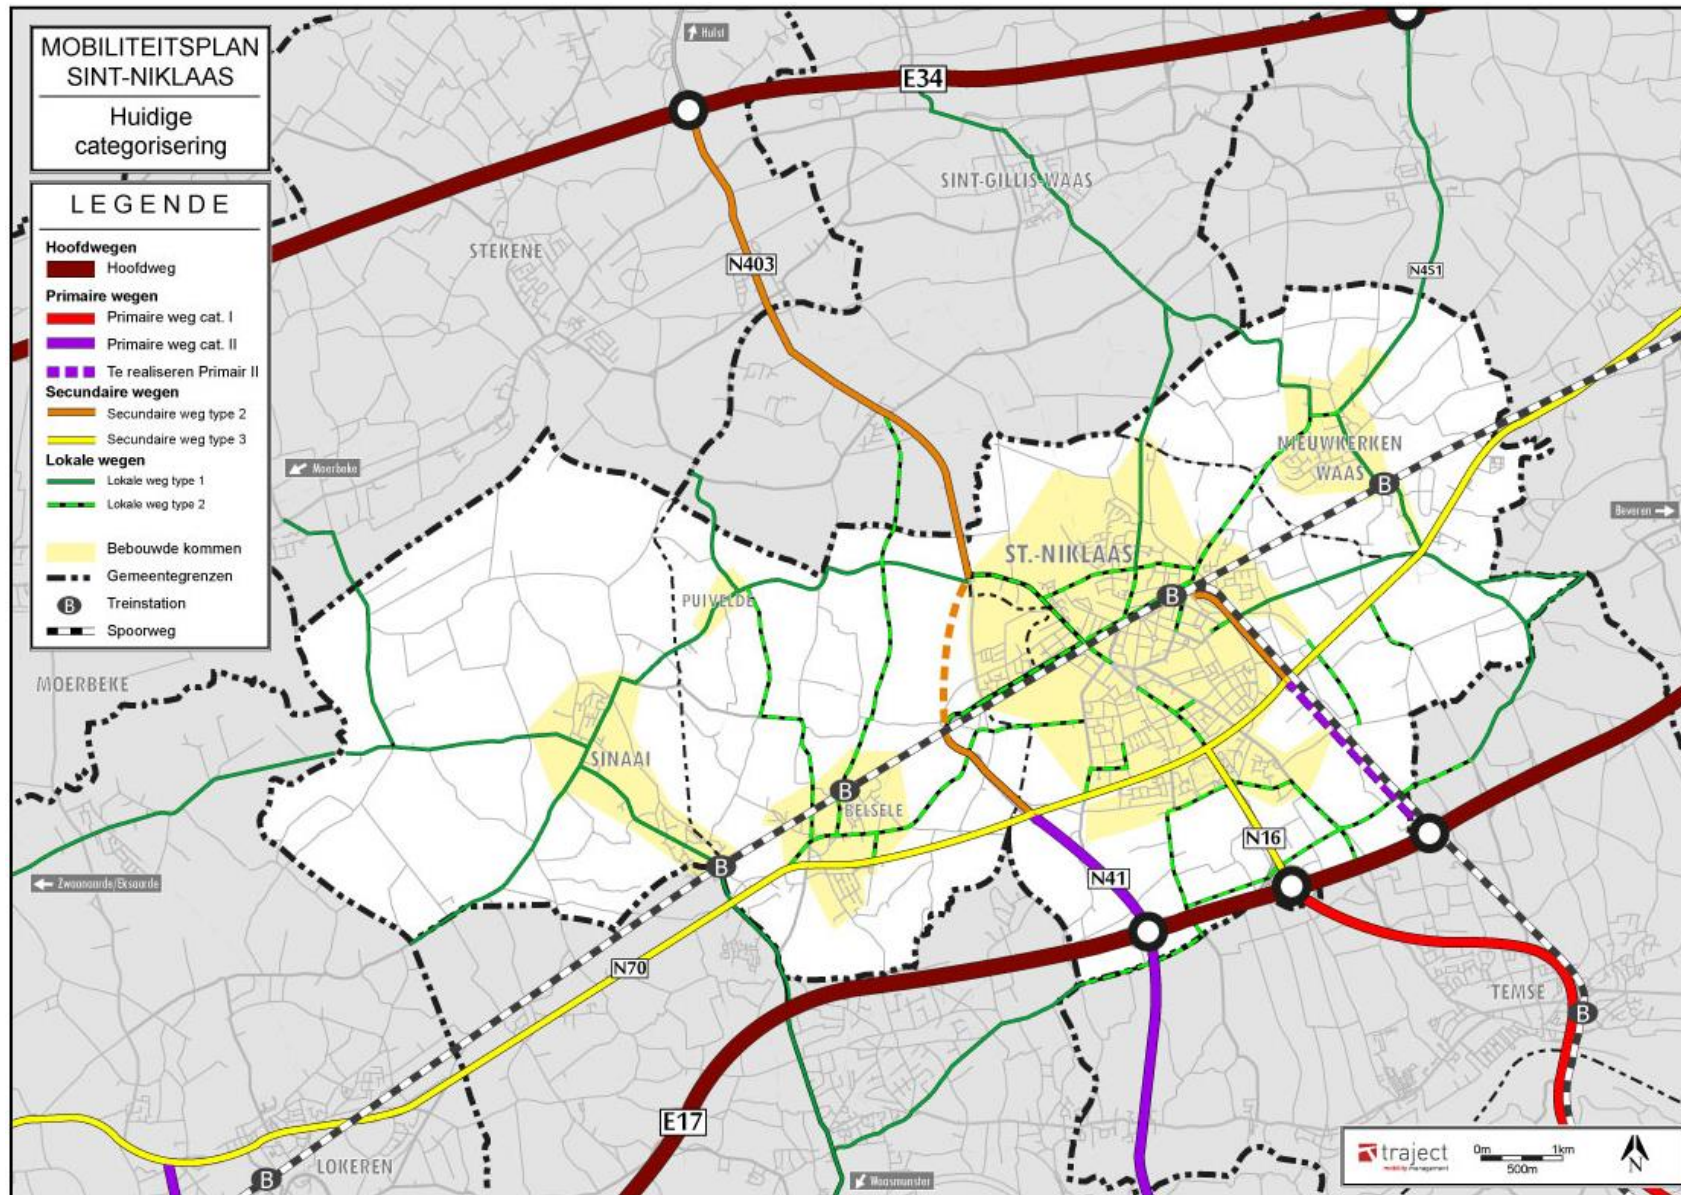 MOBILITEITSPLAN
SINT-NIKLAAS
Huidige
categorisering
LEGENDE
Hoofdwegen
Hoofdweg
Primaire wegen
Primaire weg cat. I
Primaire weg cat. II
Te realiseren Primair II
Secundaire wegen
Secundaire weg type 2
Secundaire weg type 3
Lokale wegen
Lokale weg type 1
Lokale weg type 2
Bebouwde kommen
Gemeentegrenzen
B Treinstation
Spoorweg
Hulst
E34
SINT-GILLIS-WAAS
STEKENE
N403
N451
Moerbeke
NIEUWKERKEN
WAAS
B
Beveren
ST.-NIKLAAS
B
PUIVELDE
MOERBEKE
SINAAI
B
BELSELE
N16
B
N41
Zwaanaarde/Eksaarde
N70
TEMSE
B
E17
LOKEREN
B
Waasmunster
traject
mobility management
0m 1km
500m
N